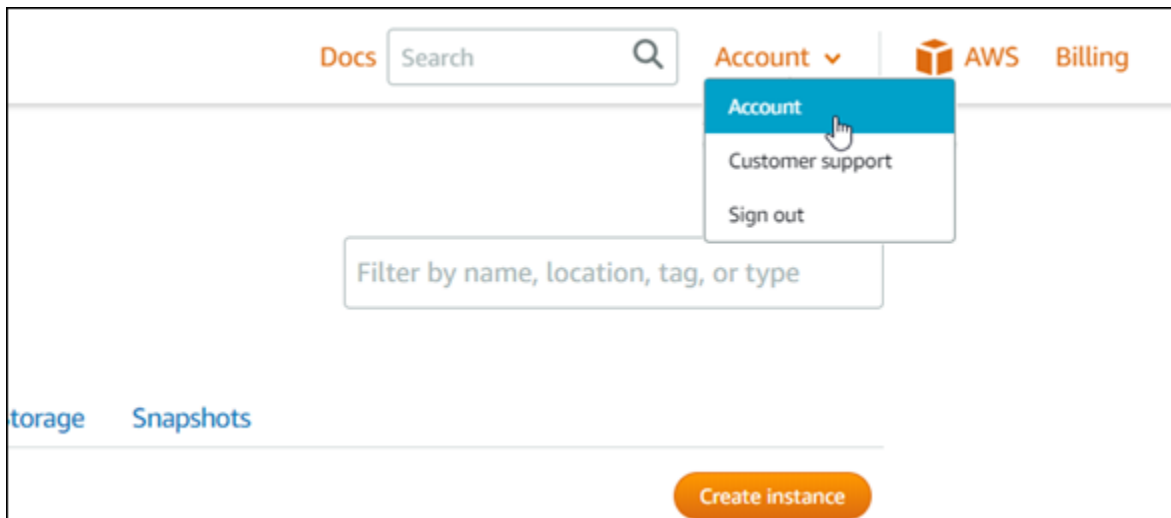 Docs Search Account AWS Billing
Account
Customer support
Sign out
Filter by name, location, tag, or type
torage Snapshots
Create instance